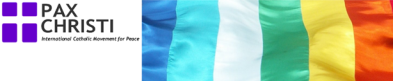 PAX
CHRISTI
International Catholic Movement for Peace